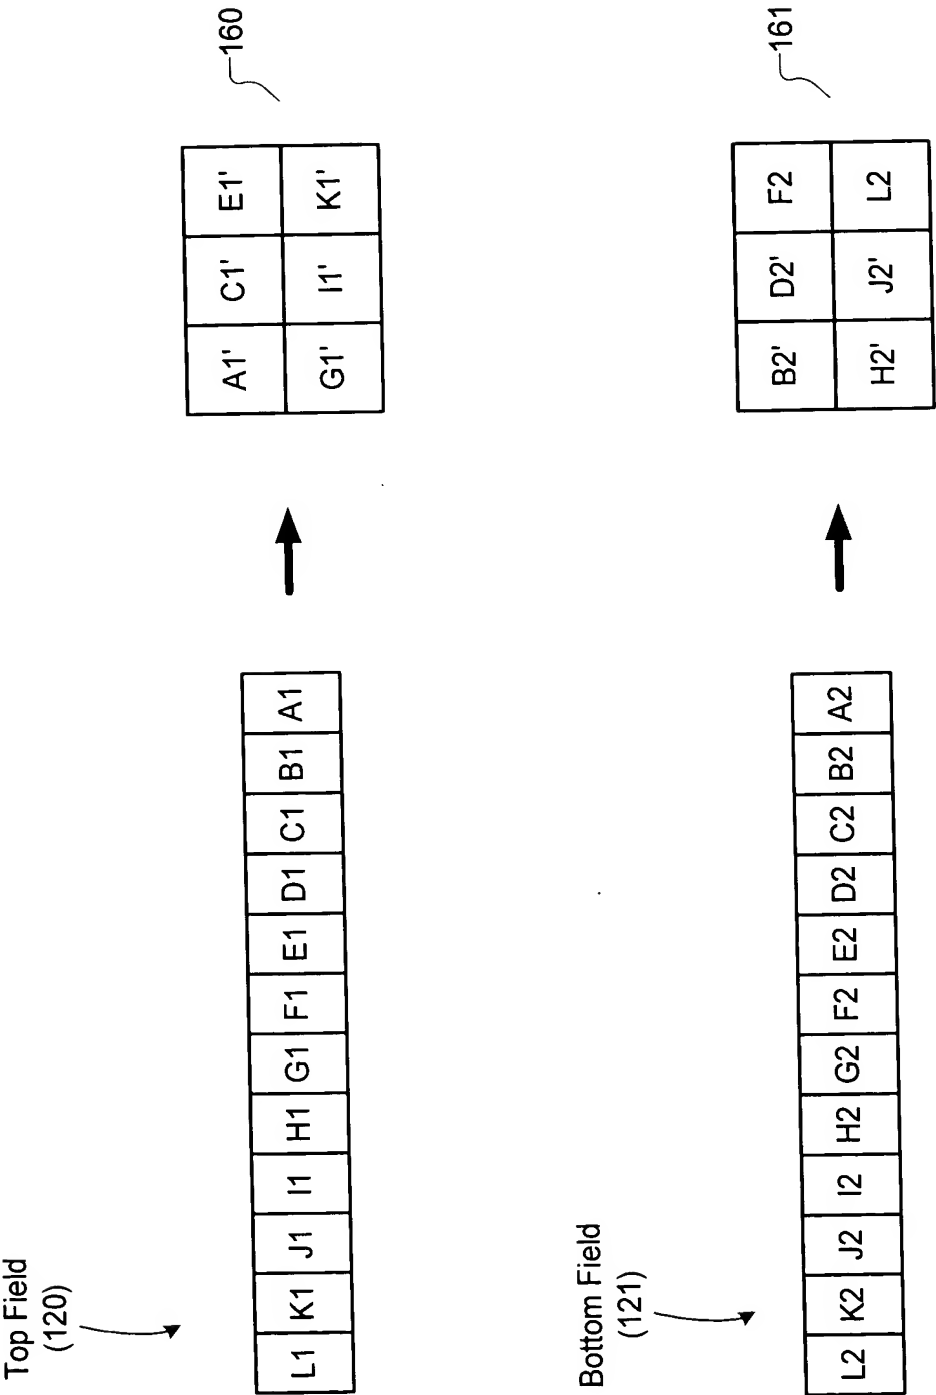 Top Field
(120)
L1 K1 J1 I1 H1 G1 F1 E1 D1 C1 B1 A1
A1' C1' E1'
G1' I1' K1'
160
Bottom Field
(121)
L2 K2 J2 I2 H2 G2 F2 E2 D2 C2 B2 A2
B2' D2' F2
H2' J2' L2
161